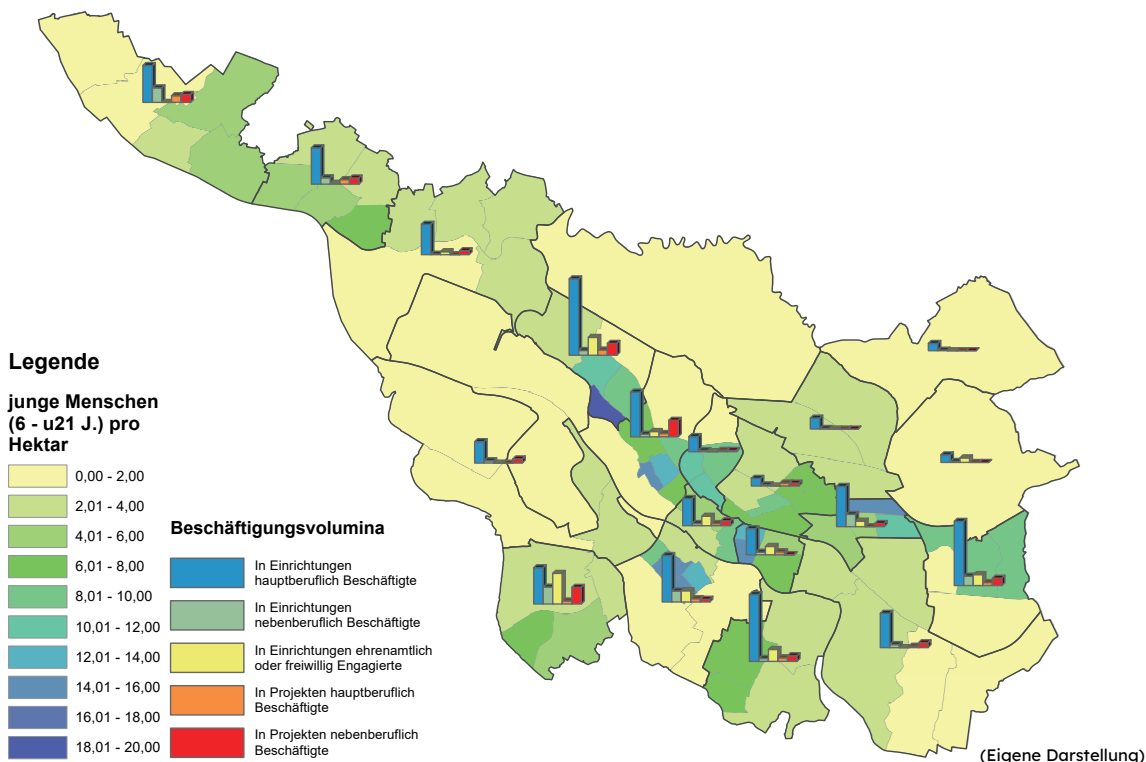 Legende
junge Menschen
(6 - u21 J.) pro
Hektar
0,00 - 2,00
2,01 - 4,00
4,01 - 6,00
6,01 - 8,00
8,01 - 10,00
10,01 - 12,00
12,01 - 14,00
14,01 - 16,00
16,01 - 18,00
18,01 - 20,00
Beschäftigungsvolumina
In Einrichtungen
hauptberuflich Beschäftigte
In Einrichtungen
nebenberuflich Beschäftigte
In Einrichtungen ehrenamtlich
oder freiwillig Engagierte
In Projekten hauptberuflich
Beschäftigte
In Projekten nebenberuflich
Beschäftigte
(Eigene Darstellung)